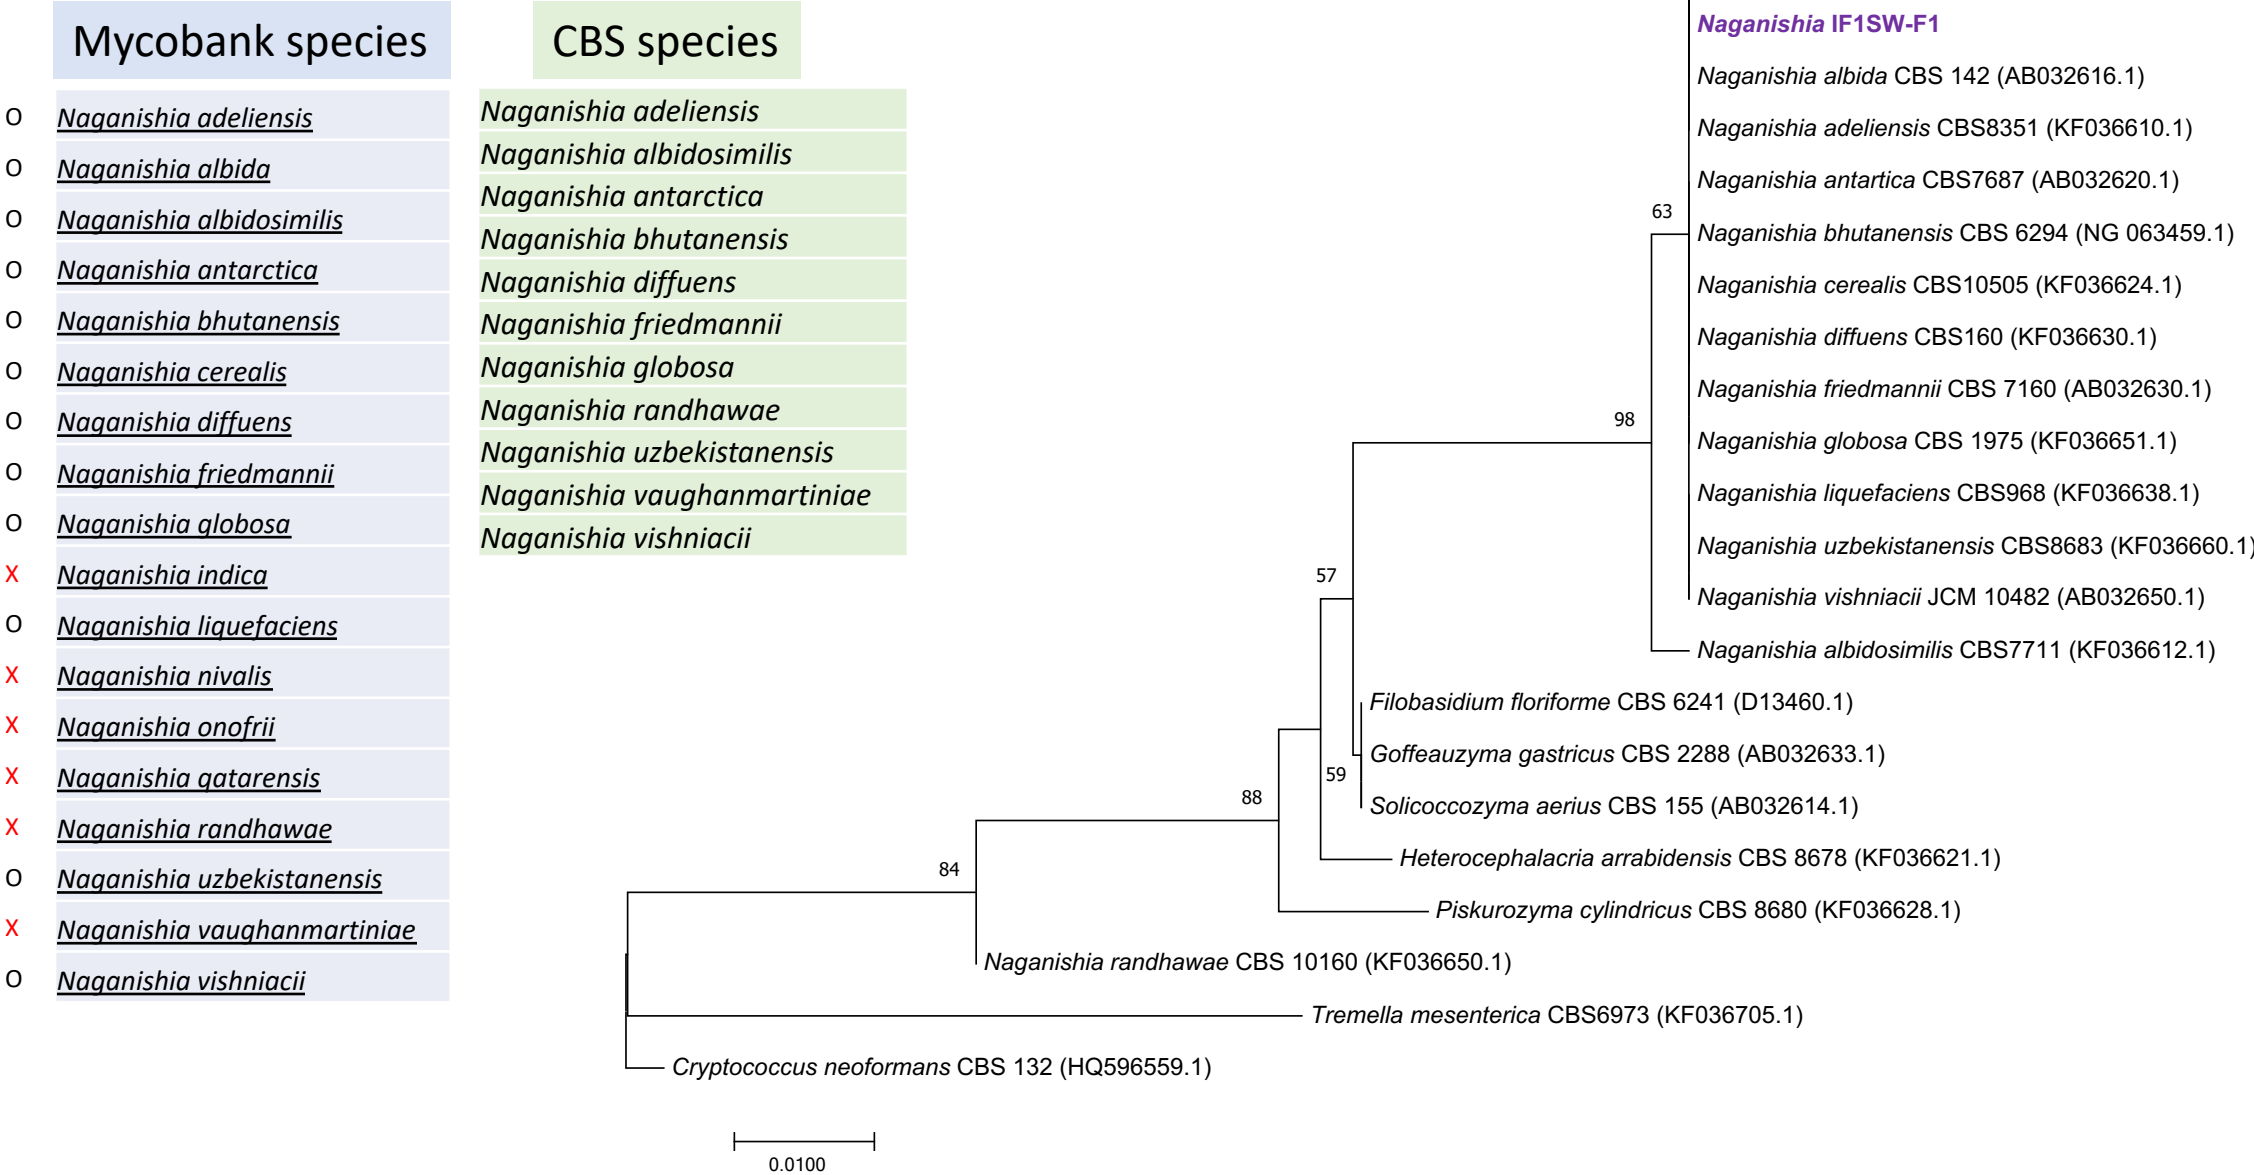 Mycobank species
O Naganishia adeliensis
O Naganishia albida
O Naganishia albidosimilis
O Naganishia antarctica
O Naganishia bhutanensis
O Naganishia cerealis
O Naganishia diffuens
O Naganishia friedmannii
O Naganishia globosa
X Naganishia indica
O Naganishia liquefaciens
X Naganishia nivalis
X Naganishia onofrii
X Naganishia qatarensis
X Naganishia randhawae
O Naganishia uzbekistanensis
X Naganishia vaughanmartiniae
O Naganishia vishniacii
CBS species
Naganishia adeliensis
Naganishia albidosimilis
Naganishia antarctica
Naganishia bhutanensis
Naganishia diffuens
Naganishia friedmannii
Naganishia globosa
Naganishia randhawae
Naganishia uzbekistanensis
Naganishia vaughanmartiniae
Naganishia vishniacii
Naganishia IF1SW-F1
Naganishia albida CBS 142 (AB032616.1)
Naganishia adeliensis CBS8351 (KF036610.1)
Naganishia antartica CBS7687 (AB032620.1)
63
Naganishia bhutanensis CBS 6294 (NG 063459.1)
Naganishia cerealis CBS10505 (KF036624.1)
Naganishia diffuens CBS160 (KF036630.1)
Naganishia friedmannii CBS 7160 (AB032630.1)
98
Naganishia globosa CBS 1975 (KF036651.1)
Naganishia liquefaciens CBS968 (KF036638.1)
Naganishia uzbekistanensis CBS8683 (KF036660.1)
57
Naganishia vishniacii JCM 10482 (AB032650.1)
Naganishia albidosimilis CBS7711 (KF036612.1)
Filobasidium floriforme CBS 6241 (D13460.1)
Goffeauzyma gastricus CBS 2288 (AB032633.1)
59
88
Solicoccozyma aerius CBS 155 (AB032614.1)
Heterocephalacria arrabidensis CBS 8678 (KF036621.1)
84
Piskurozyma cylindricus CBS 8680 (KF036628.1)
Naganishia randhawae CBS 10160 (KF036650.1)
Tremella mesenterica CBS6973 (KF036705.1)
Cryptococcus neoformans CBS 132 (HQ596559.1)
0.0100